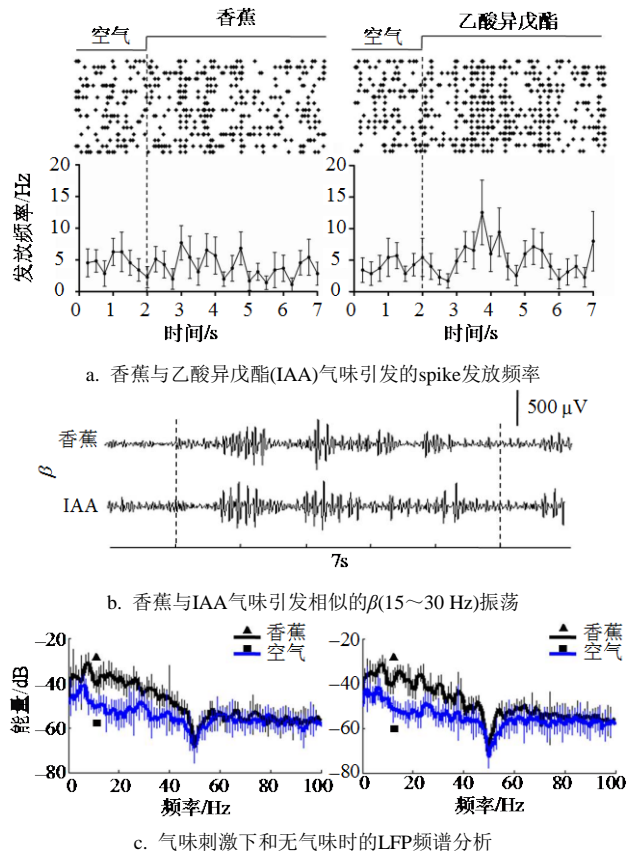 空气 香蕉 空气 乙酸异戊酯
发放频率/Hz
20
15
10
5
0
0 1 2 3 4 5 6 7
时间/s
20
15
10
5
0
0 1 2 3 4 5 6 7
时间/s
a. 香蕉与乙酸异戊酯(IAA)气味引发的spike发放频率
500 μV
β
香蕉
IAA
7s
b. 香蕉与IAA气味引发相似的β(15～30 Hz)振荡
能量/dB
−20
−40
−60
−80
▲ 香蕉
■ 空气
0 20 40 60 80 100
频率/Hz
−20
−40
−60
−80
▲ 香蕉
■ 空气
0 20 40 60 80 100
频率/Hz
c. 气味刺激下和无气味时的LFP频谱分析